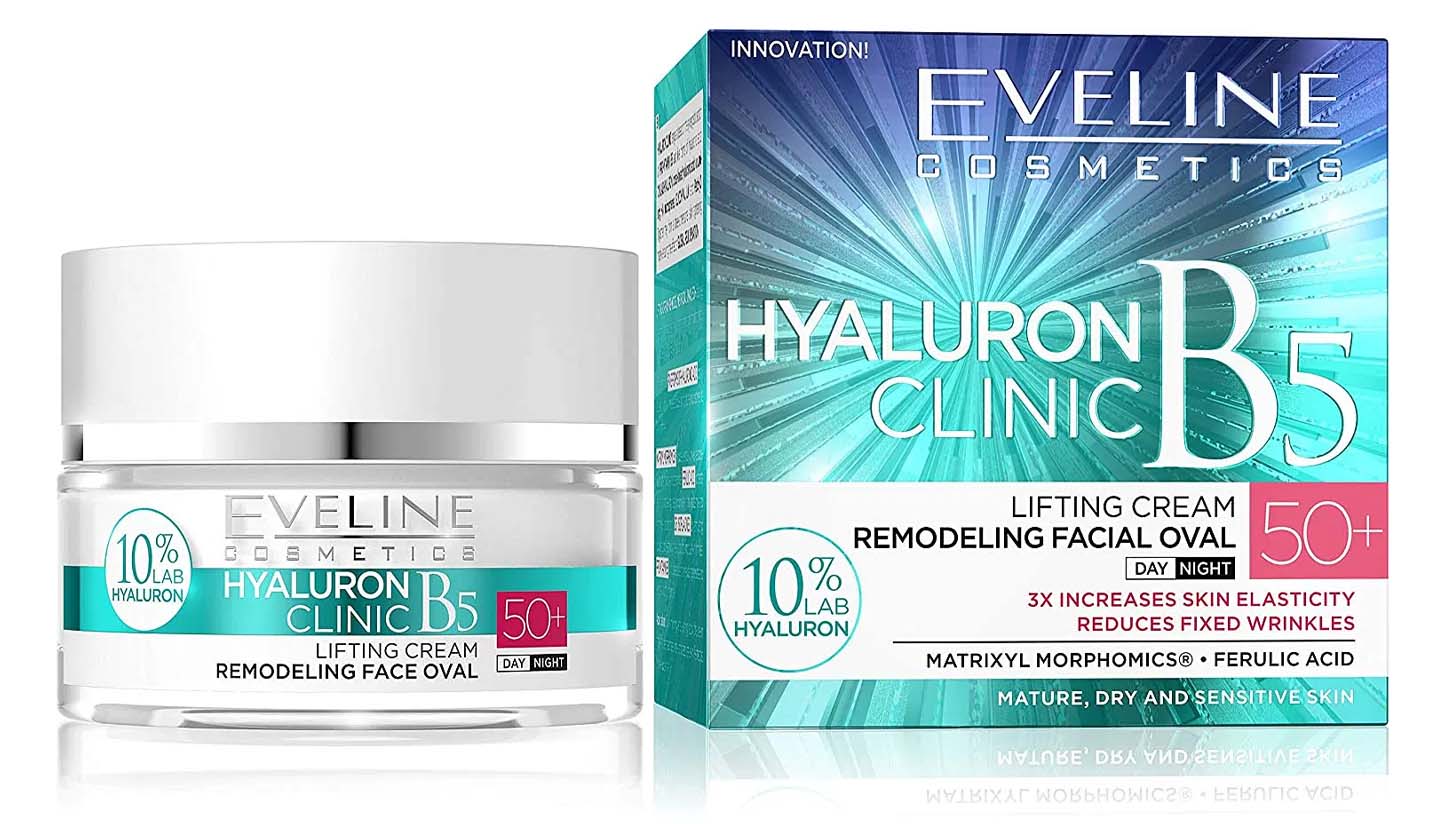 EVELINE
COSMETICS
10%
LAB
HYALURON
HYALURON
CLINIC B5
50+
LIFTING CREAM
REMODELING FACE OVAL
DAY NIGHT
INNOVATION!
EVELINE
COSMETICS
HYALURON
CLINIC B5
LIFTING CREAM
REMODELING FACIAL OVAL
DAY NIGHT
50+
10%
LAB
HYALURON
3X INCREASES SKIN ELASTICITY
REDUCES FIXED WRINKLES
MATRIXYL MORPHOMICS® • FERULIC ACID
MATURE, DRY AND SENSITIVE SKIN